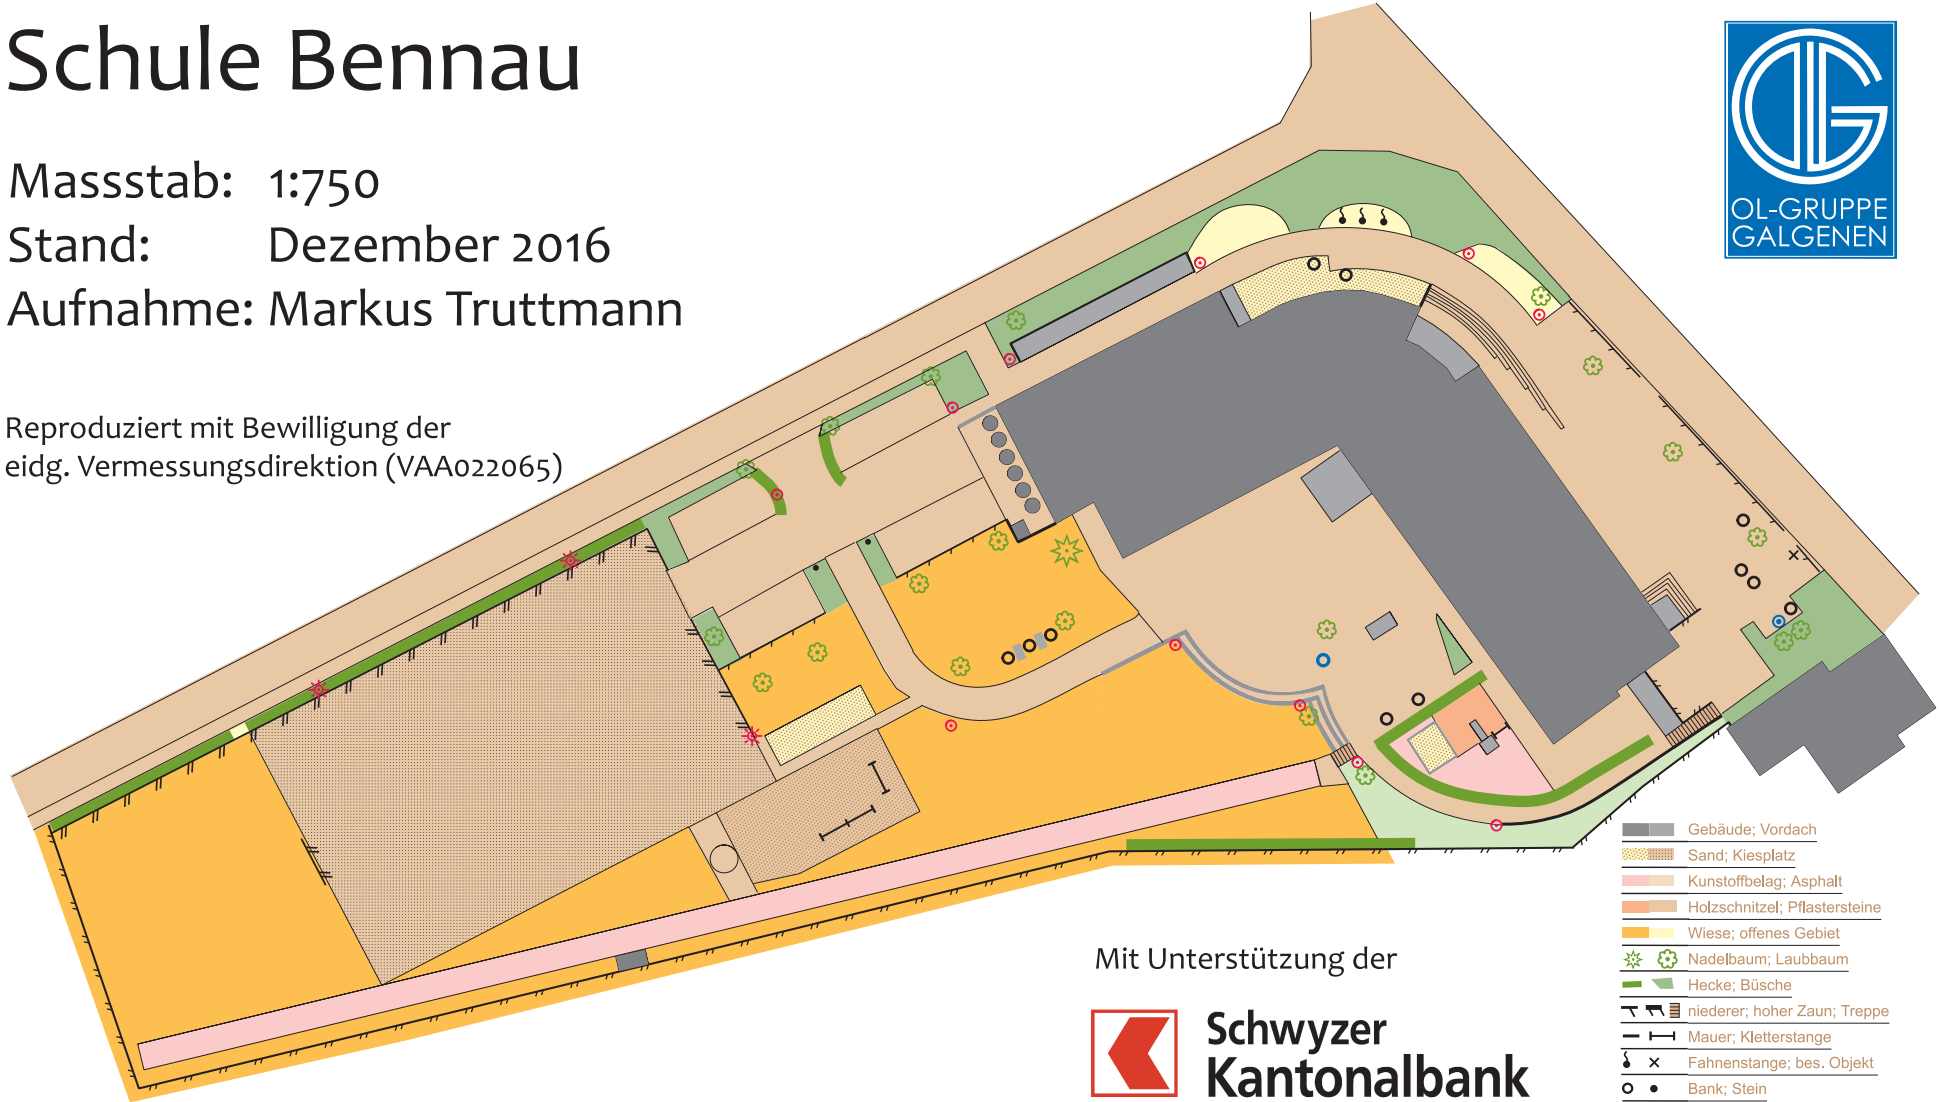 Schule Bennau
Massstab: 1:750
Stand: Dezember 2016
Aufnahme: Markus Truttmann
Reproduziert mit Bewilligung der
eidg. Vermessungsdirektion (VAA022065)
OL-GRUPPE
GALGENEN
Mit Unterstützung der
Schwyzer
Kantonalbank
Gebäude; Vordach
Sand; Kiesplatz
Kunstoffbelag; Asphalt
Holzschnitzel; Pflastersteine
Wiese; offenes Gebiet
Nadelbaum; Laubbaum
Hecke; Büsche
niederer; hoher Zaun; Treppe
Mauer; Kletterstange
Fahnenstange; bes. Objekt
Bank; Stein